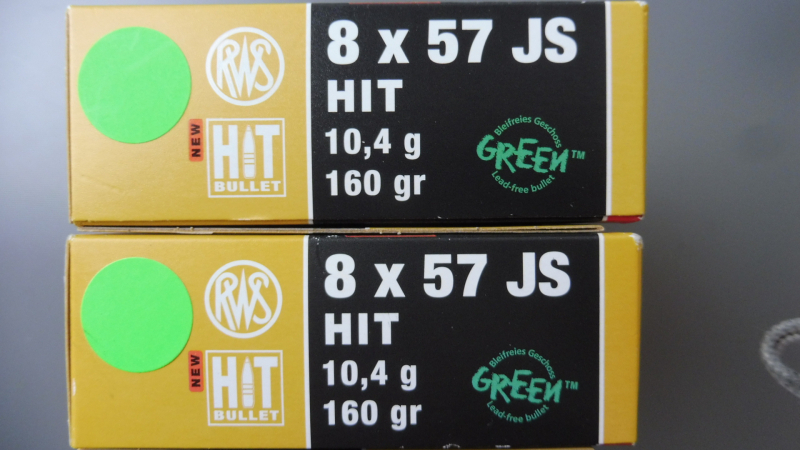 RWS
NEW
HIT
BULLET
8 x 57 JS
HIT
10,4 g
160 gr
Bleifreies Geschoss
GREEN™
Lead-free bullet
RWS
NEW
HIT
BULLET
8 x 57 JS
HIT
10,4 g
160 gr
Bleifreies Geschoss
GREEN™
Lead-free bullet